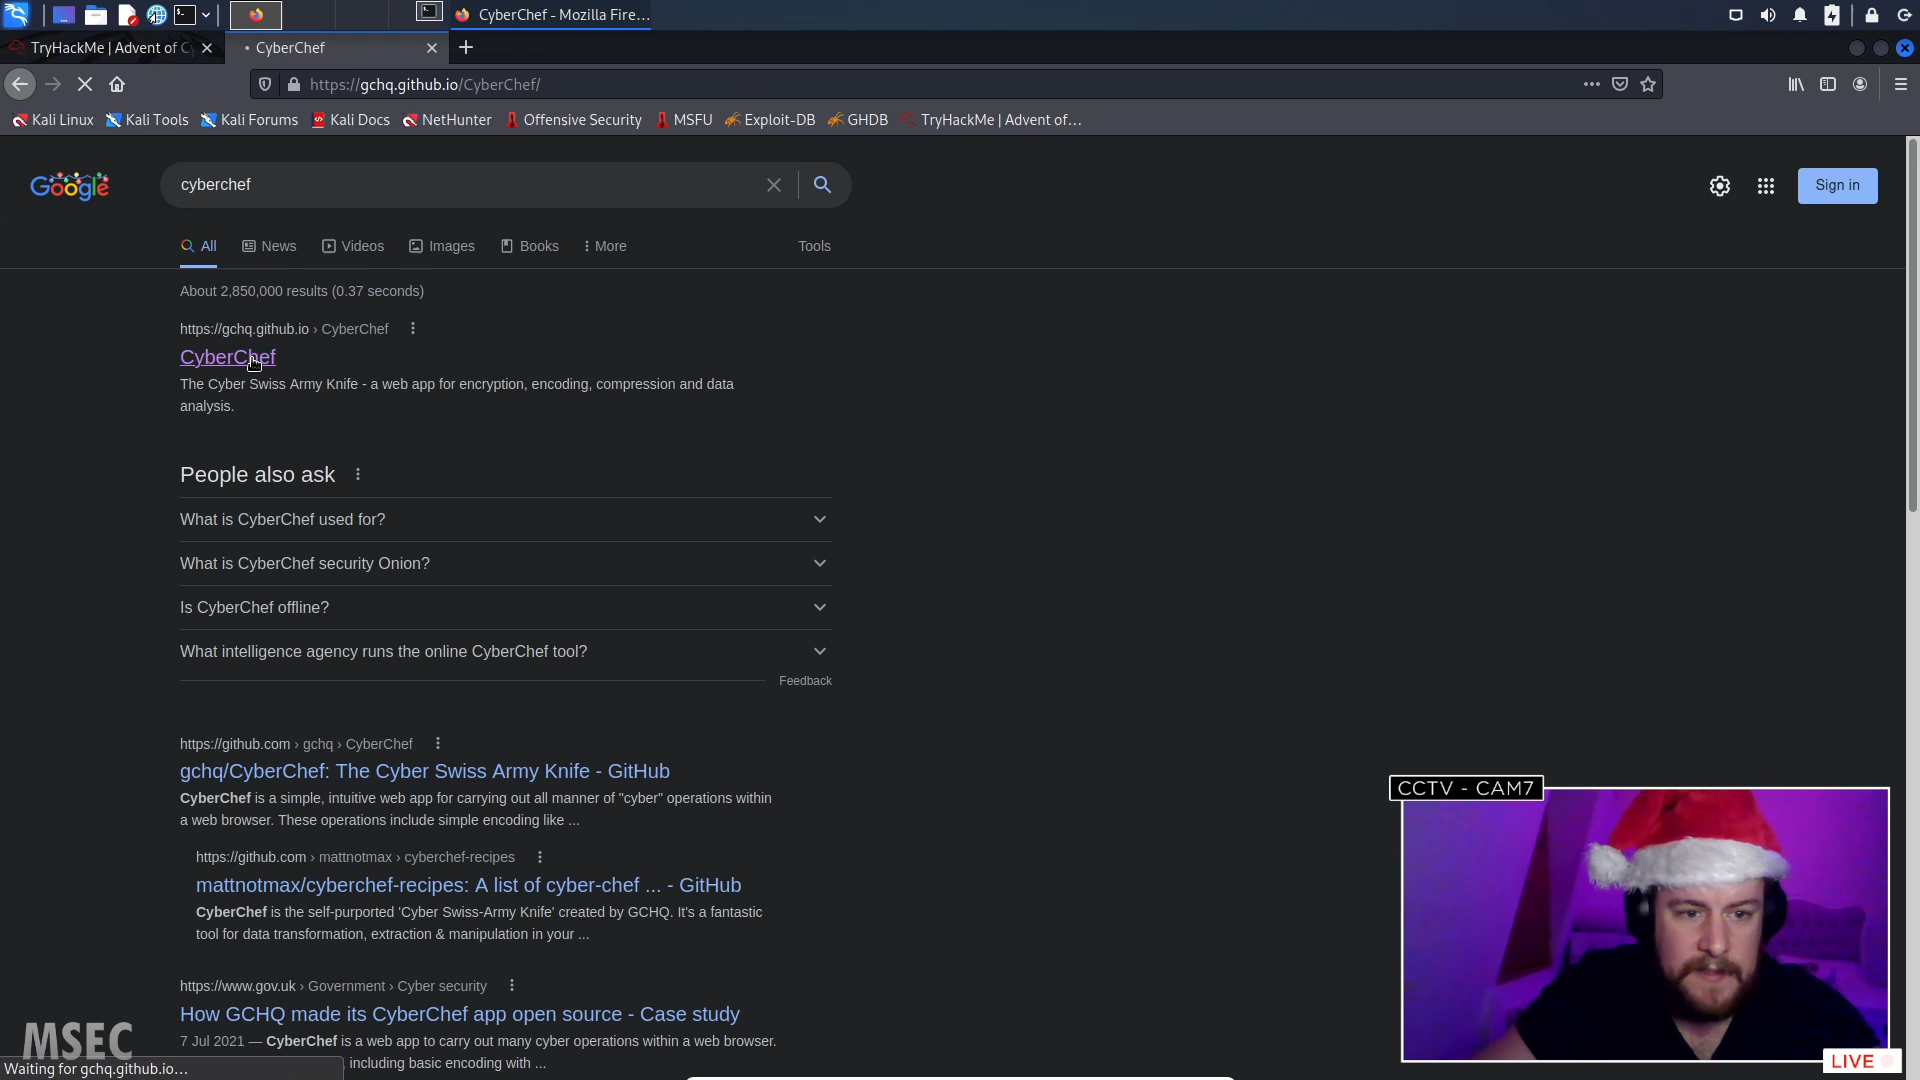 CyberChef - Mozilla Fire...
TryHackMe | Advent of C
CyberChef
https://gchq.github.io/CyberChef/
Kali Linux
Kali Tools
Kali Forums
Kali Docs
NetHunter
Offensive Security
MSFU
Exploit-DB
GHDB
TryHackMe | Advent of...
Google
cyberchef
Sign in
All
News
Videos
Images
Books
More
Tools
About 2,850,000 results (0.37 seconds)
https://gchq.github.io › CyberChef
CyberChef
The Cyber Swiss Army Knife - a web app for encryption, encoding, compression and data
analysis.
People also ask
What is CyberChef used for?
What is CyberChef security Onion?
Is CyberChef offline?
What intelligence agency runs the online CyberChef tool?
Feedback
https://github.com › gchq › CyberChef
gchq/CyberChef: The Cyber Swiss Army Knife - GitHub
CyberChef is a simple, intuitive web app for carrying out all manner of "cyber" operations within
a web browser. These operations include simple encoding like ...
https://github.com › mattnotmax › cyberchef-recipes
mattnotmax/cyberchef-recipes: A list of cyber-chef ... - GitHub
CyberChef is the self-purported 'Cyber Swiss-Army Knife' created by GCHQ. It's a fantastic
tool for data transformation, extraction & manipulation in your ...
https://www.gov.uk › Government › Cyber security
How GCHQ made its CyberChef app open source - Case study
7 Jul 2021 — CyberChef is a web app to carry out many cyber operations within a web browser.
, including basic encoding with ...
MSEC
Waiting for gchq.github.io...
CCTV - CAM7
LIVE